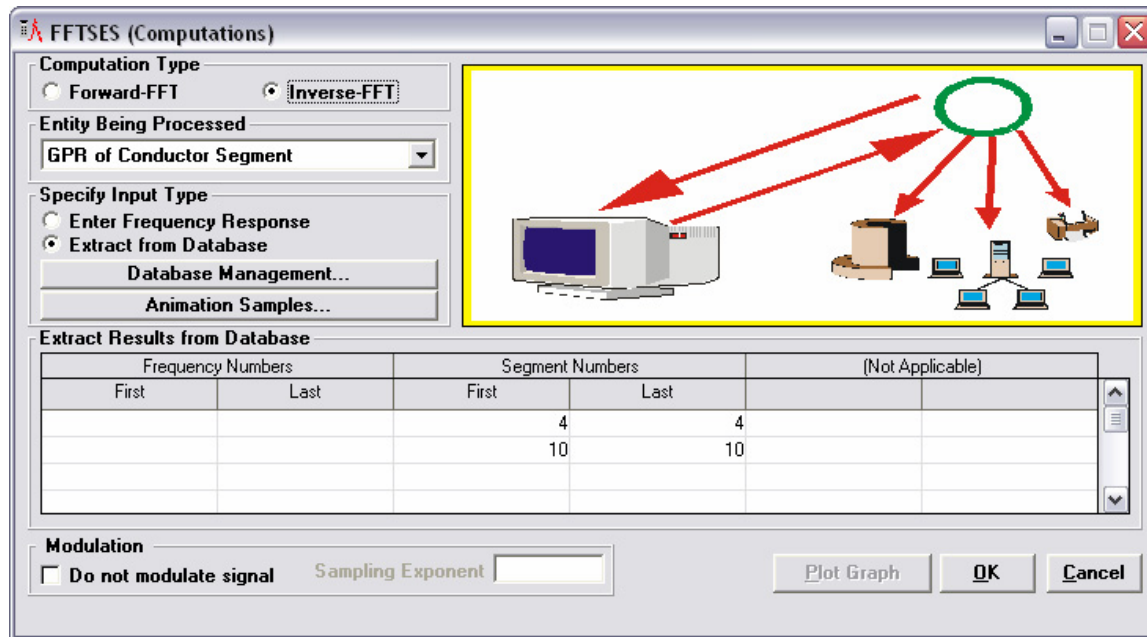 FFTSES (Computations)
Computation Type
Forward-FFT Inverse-FFT
Entity Being Processed
GPR of Conductor Segment
Specify Input Type
Enter Frequency Response
Extract from Database
Database Management...
Animation Samples...
Extract Results from Database
Frequency Numbers Segment Numbers (Not Applicable)
First Last First Last
4 4
10 10
Modulation
Do not modulate signal Sampling Exponent
Plot Graph OK Cancel